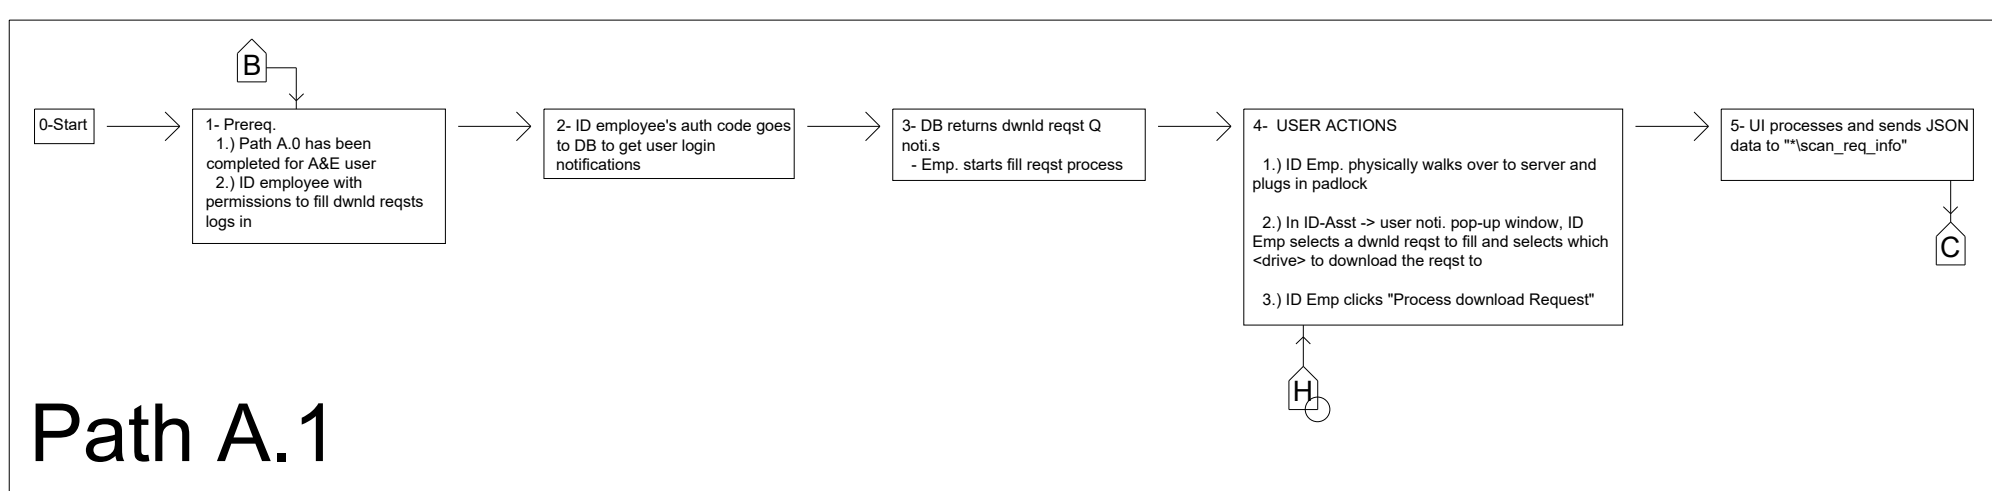 B
0-Start
1- Prereq.
1.) Path A.0 has been
completed for A&E user
2.) ID employee with
permissions to fill dwnld reqsts
logs in
2- ID employee's auth code goes
to DB to get user login
notifications
3- DB returns dwnld reqst Q
noti.s
- Emp. starts fill reqst process
4- USER ACTIONS
1.) ID Emp. physically walks over to server and
plugs in padlock
2.) In ID-Asst -> user noti. pop-up window, ID
Emp selects a dwnld reqst to fill and selects which
<drive> to download the reqst to
3.) ID Emp clicks "Process download Request"
5- UI processes and sends JSON
data to "*\scan_req_info"
C
H
Path A.1